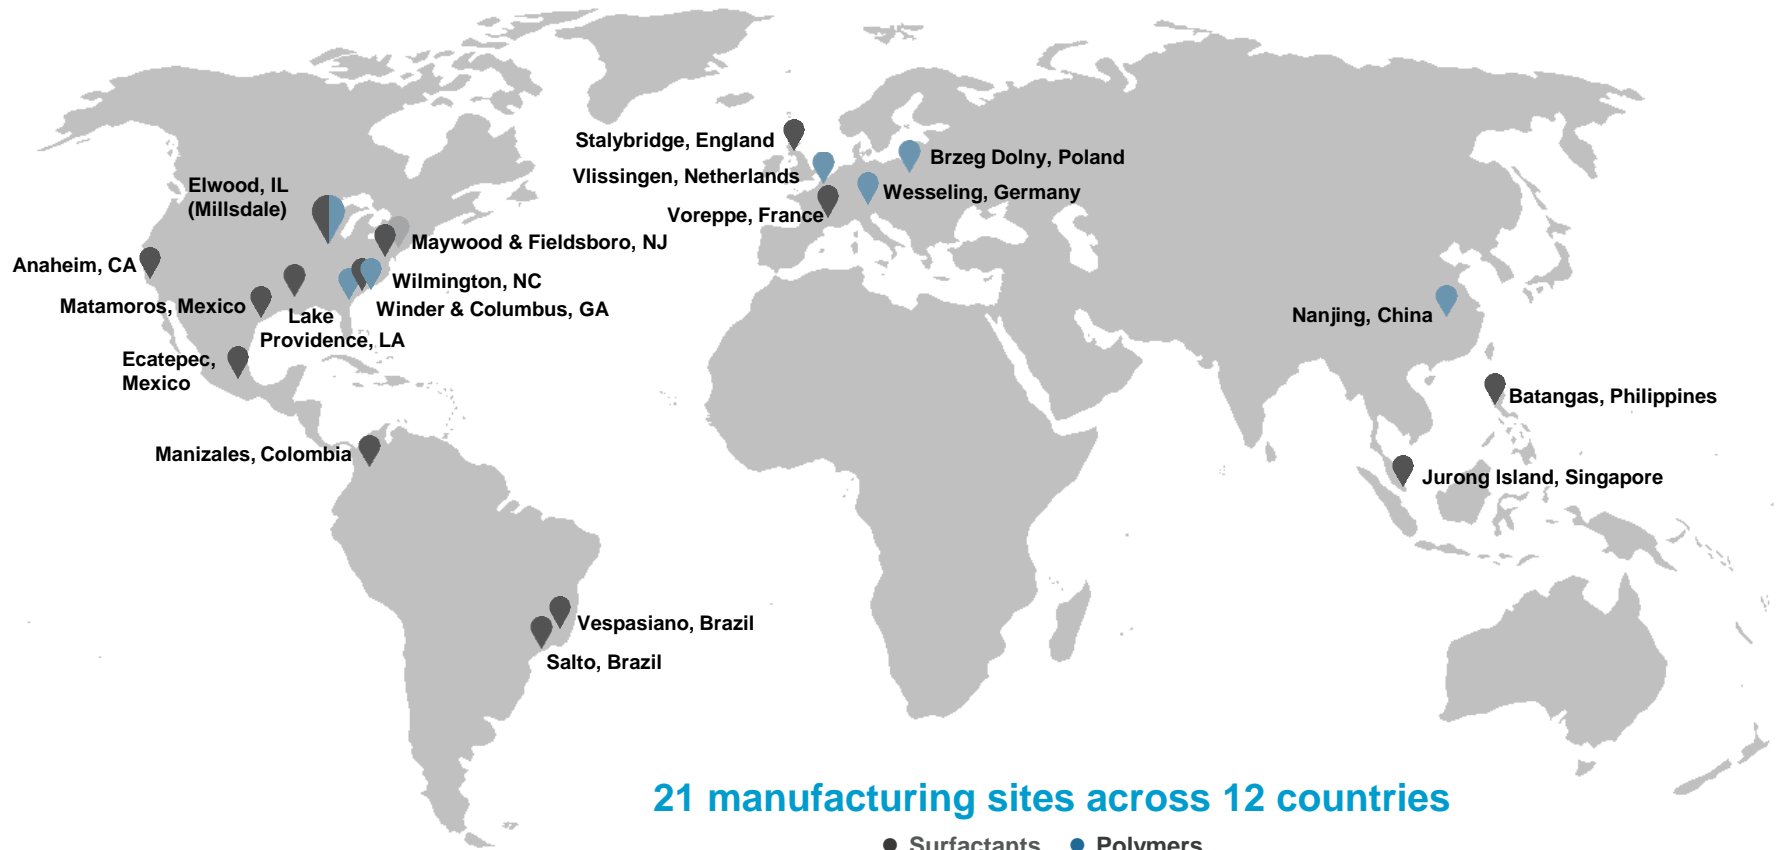 Stalybridge, England
Brzeg Dolny, Poland
Vlissingen, Netherlands
Elwood, IL
(Millsdale)
Wesseling, Germany
Voreppe, France
Maywood & Fieldsboro, NJ
Anaheim, CA
Wilmington, NC
Matamoros, Mexico
Winder & Columbus, GA
Lake
Providence, LA
Nanjing, China
Ecatepec,
Mexico
Batangas, Philippines
Manizales, Colombia
Jurong Island, Singapore
Vespasiano, Brazil
Salto, Brazil
21 manufacturing sites across 12 countries
Surfactants Polymers